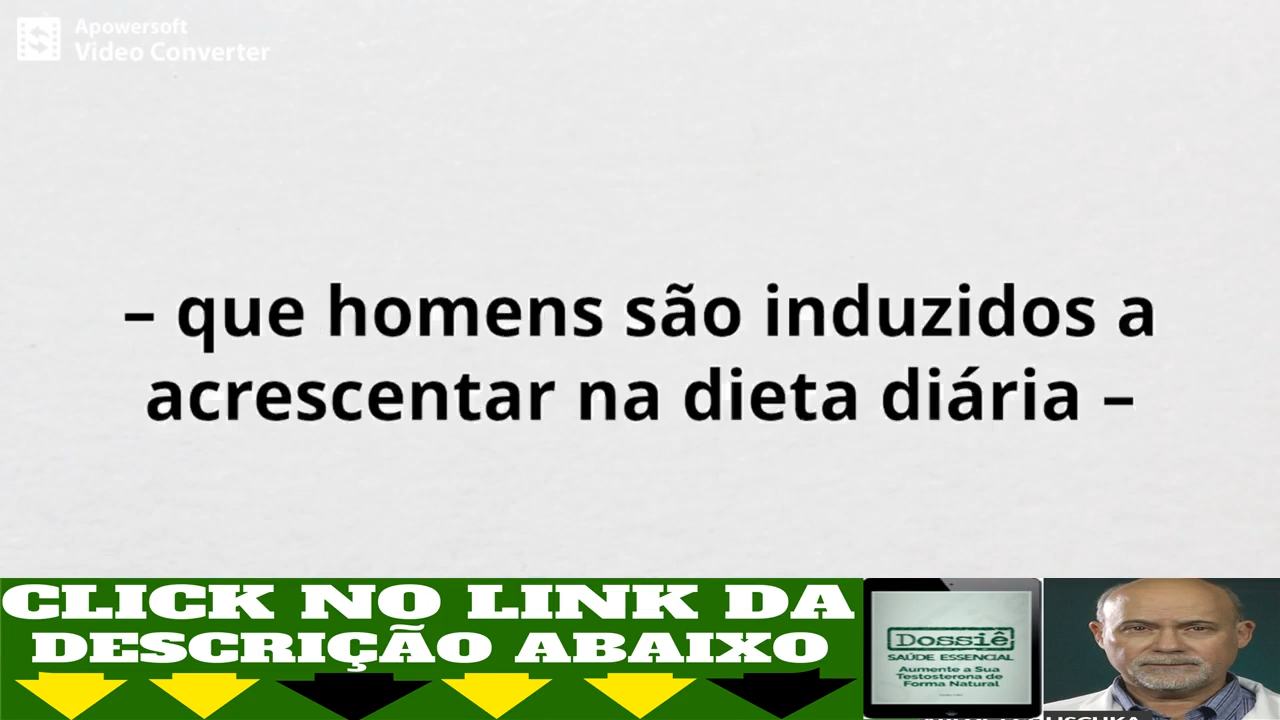 Apowersoft
Video Converter
– que homens são induzidos a
acrescentar na dieta diária –
CLICK NO LINK DA
DESCRIÇÃO ABAIXO
Dossiê
SAÚDE ESSENCIAL
Aumente a Sua
Testosterona de
Forma Natural